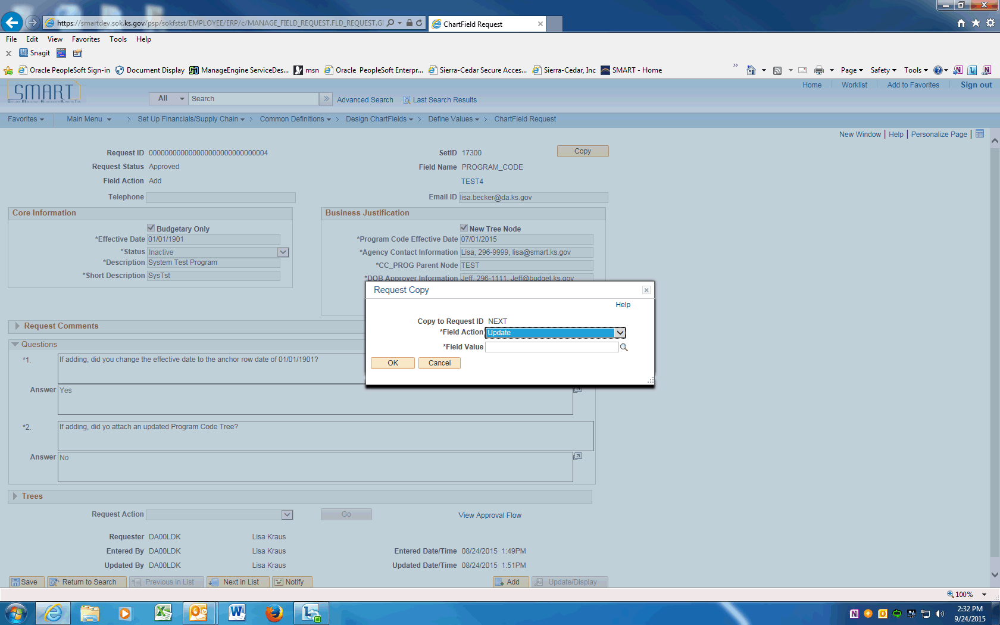 https://smartdev.sok.ks.gov/psp/sokfstst/EMPLOYEE/ERP/c/MANAGE_FIELD_REQUEST.FLD_REQUEST.GI
ChartField Request
File Edit View Favorites Tools Help
x Snagit
Oracle PeopleSoft Sign-in Document Display ManageEngine ServiceDes... msn Oracle PeopleSoft Enterpr... Sierra-Cedar Secure Acces... Sierra-Cedar, Inc SMART - Home » Page Safety Tools
SMART
Home Worklist Add to Favorites Sign out
All Search » Advanced Search Last Search Results
Favorites Main Menu > Set Up Financials/Supply Chain > Common Definitions > Design ChartFields > Define Values > ChartField Request
New Window | Help | Personalize Page |
Request ID 000000000000000000000000000004 SetID 17300 Copy
Request Status Approved Field Name PROGRAM_CODE
Field Action Add TEST4
Telephone Email ID lisa.becker@da.ks.gov
Core Information Business Justification
Budgetary Only New Tree Node
*Effective Date 01/01/1901 *Program Code Effective Date 07/01/2015
*Status Inactive *Agency Contact Information Lisa, 296-9999, lisa@smart.ks.gov
*Description System Test Program *CC_PROG Parent Node TEST
*Short Description SysTst *DOB Approver Information Jeff, 296-1111, Jeff@budget.ks.gov
Request Copy
Help
Copy to Request ID NEXT
*Field Action Update
*Field Value
OK Cancel
Request Comments
Questions
*1. If adding, did you change the effective date to the anchor row date of 01/01/1901?
Answer Yes
*2. If adding, did yo attach an updated Program Code Tree?
Answer No
Trees
Request Action Go View Approval Flow
Requester DA00LDK Lisa Kraus
Entered By DA00LDK Lisa Kraus Entered Date/Time 08/24/2015 1:49PM
Updated By DA00LDK Lisa Kraus Updated Date/Time 08/24/2015 1:51PM
Save Return to Search Previous in List Next in List Notify Add Update/Display
100%
2:32 PM
9/24/2015